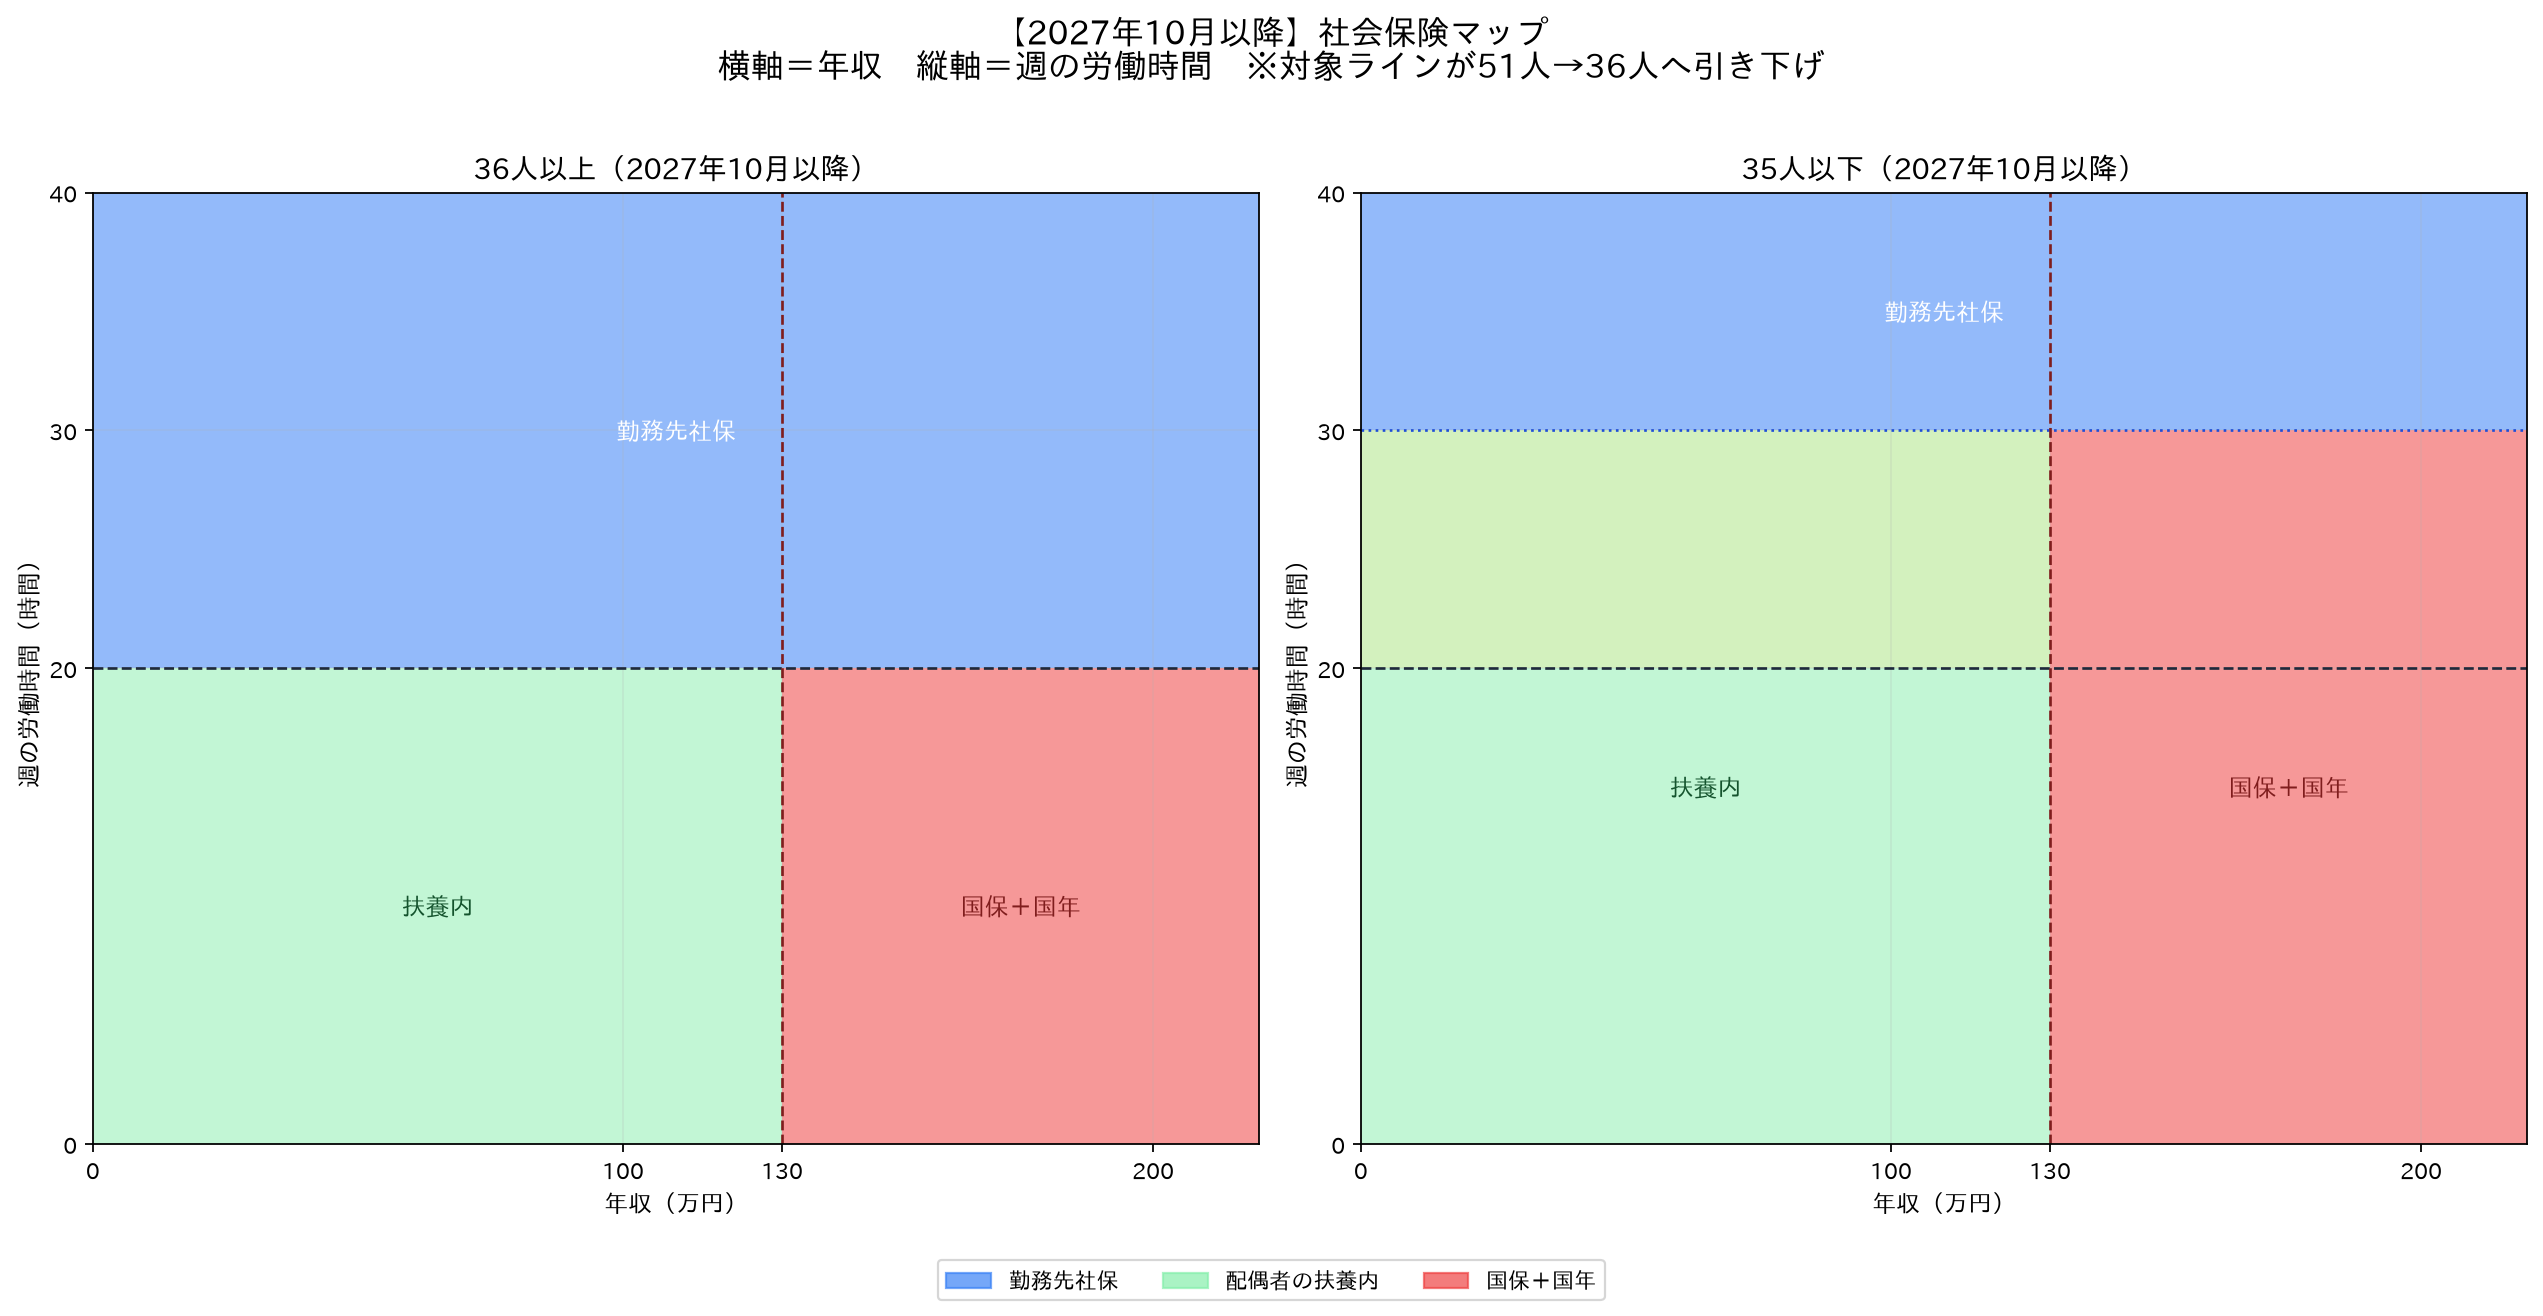 【2027年10月以降】社会保険マップ
横軸＝年収　縦軸＝週の労働時間　※対象ラインが51人→36人へ引き下げ
36人以上（2027年10月以降）
40
30
20
0
週の労働時間（時間）
勤務先社保
扶養内
国保＋国年
0
100
130
200
年収（万円）
35人以下（2027年10月以降）
40
30
20
0
週の労働時間（時間）
勤務先社保
扶養内
国保＋国年
0
100
130
200
年収（万円）
勤務先社保
配偶者の扶養内
国保＋国年